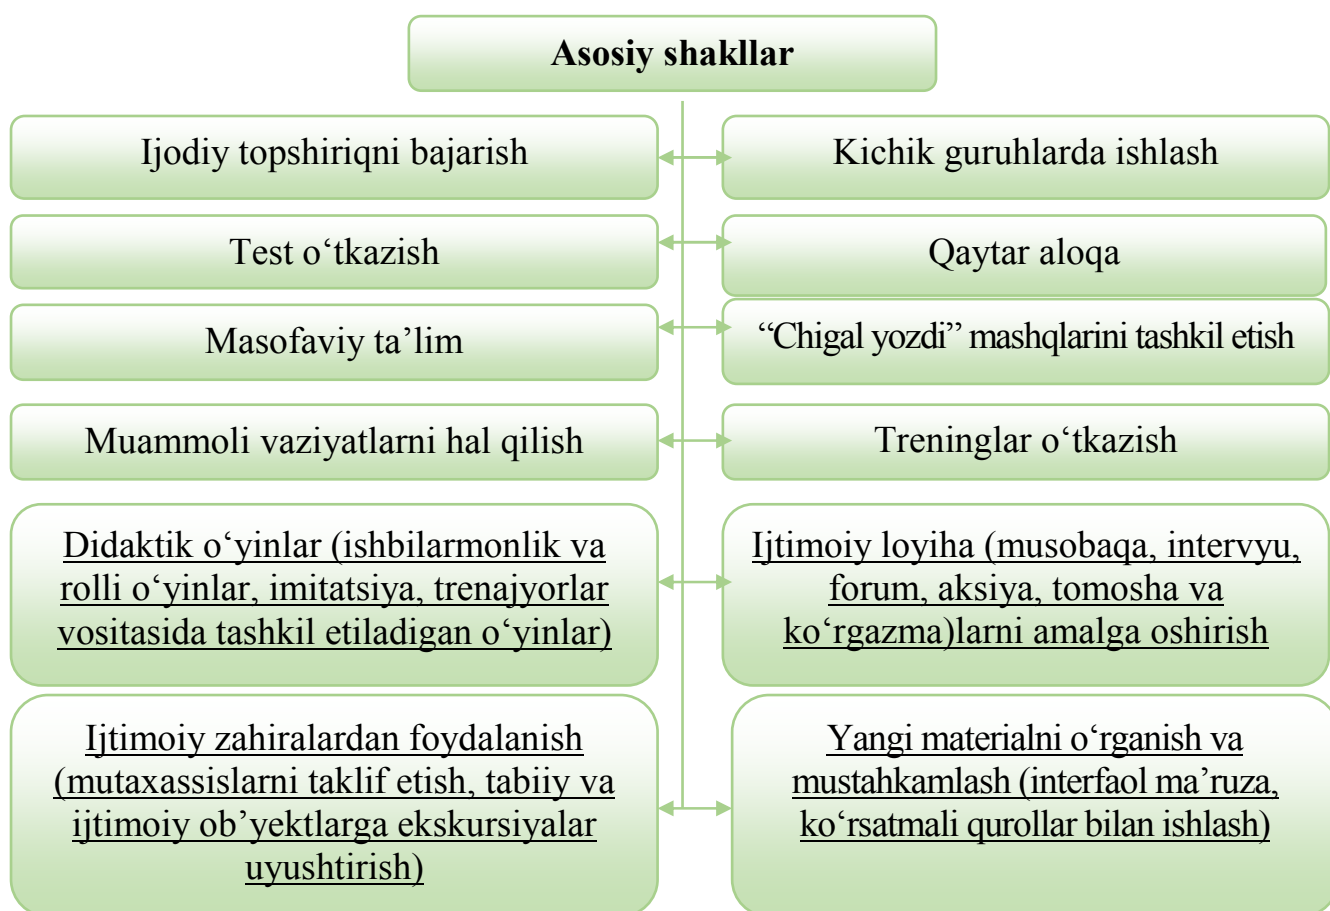 Asosiy shakllar
Ijodiy topshiriqni bajarish
Kichik guruhlarda ishlash
Test o‘tkazish
Qaytar aloqa
Masofaviy ta’lim
“Chigal yozdi” mashqlarini tashkil etish
Muammoli vaziyatlarni hal qilish
Treninglar o‘tkazish
Didaktik o‘yinlar (ishbilarmonlik va
rolli o‘yinlar, imitatsiya, trenajyorlar
vositasida tashkil etiladigan o‘yinlar)
Ijtimoiy loyiha (musobaqa, intervyu,
forum, aksiya, tomosha va
ko‘rgazma)larni amalga oshirish
Ijtimoiy zahiralardan foydalanish
(mutaxassislarni taklif etish, tabiiy va
ijtimoiy ob’yektlarga ekskursiyalar
uyushtirish)
Yangi materialni o‘rganish va
mustahkamlash (interfaol ma’ruza,
ko‘rsatmali qurollar bilan ishlash)